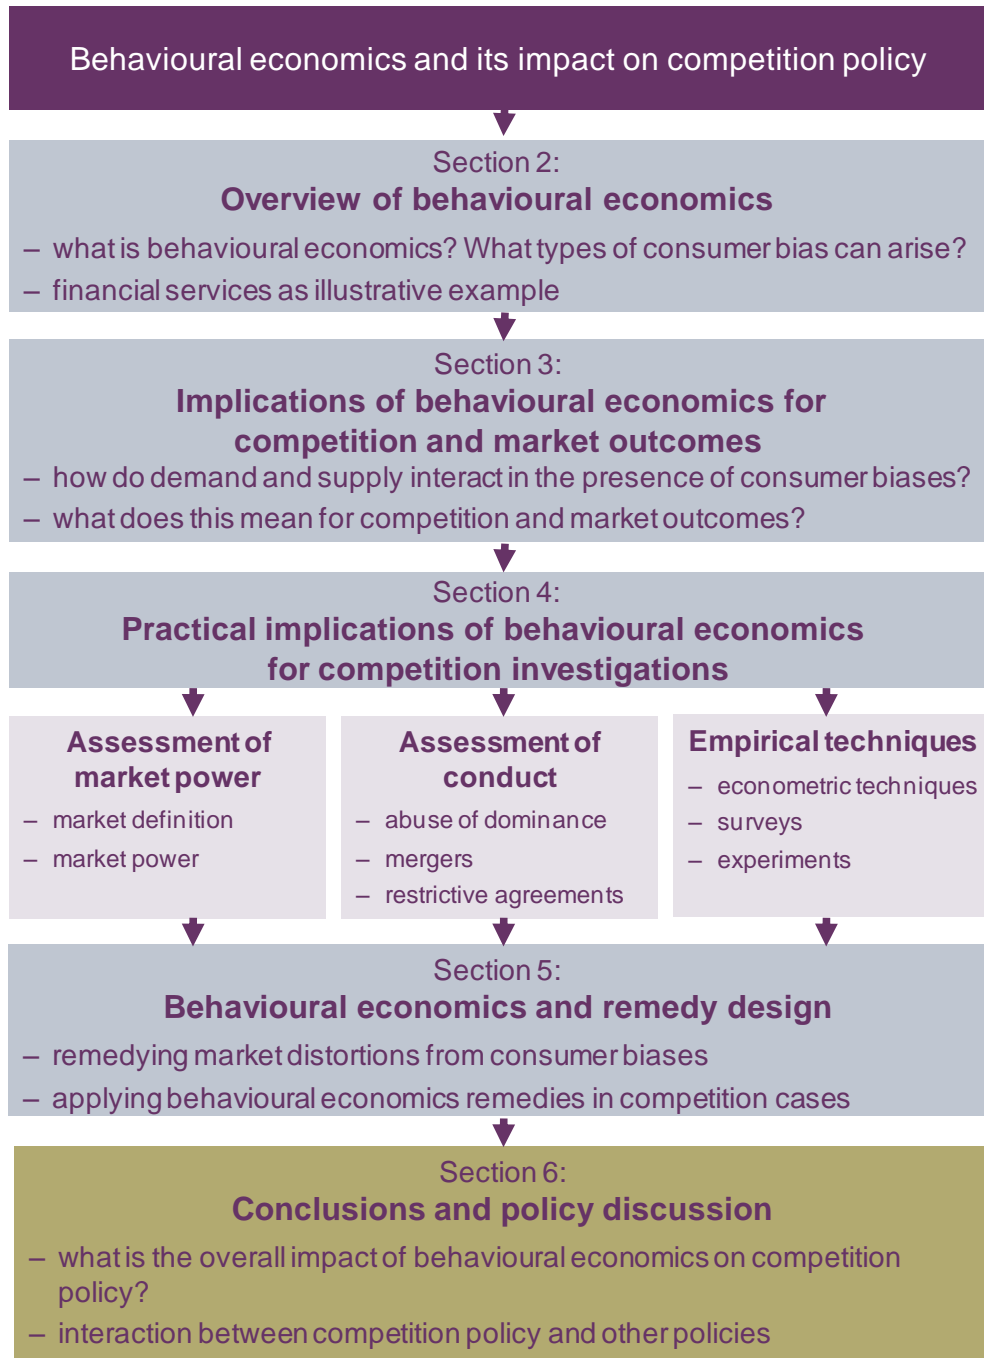 Behavioural economics and its impact on competition policy
Section 2:
Overview of behavioural economics
– what is behavioural economics? What types of consumer bias can arise?
– financial services as illustrative example
Section 3:
Implications of behavioural economics for
competition and market outcomes
– how do demand and supply interact in the presence of consumer biases?
– what does this mean for competition and market outcomes?
Section 4:
Practical implications of behavioural economics
for competition investigations
Assessment of
market power
– market definition
– market power
Assessment of
conduct
– abuse of dominance
– mergers
– restrictive agreements
Empirical techniques
– econometric techniques
– surveys
– experiments
Section 5:
Behavioural economics and remedy design
– remedying market distortions from consumer biases
– applying behavioural economics remedies in competition cases
Section 6:
Conclusions and policy discussion
– what is the overall impact of behavioural economics on competition
policy?
– interaction between competition policy and other policies